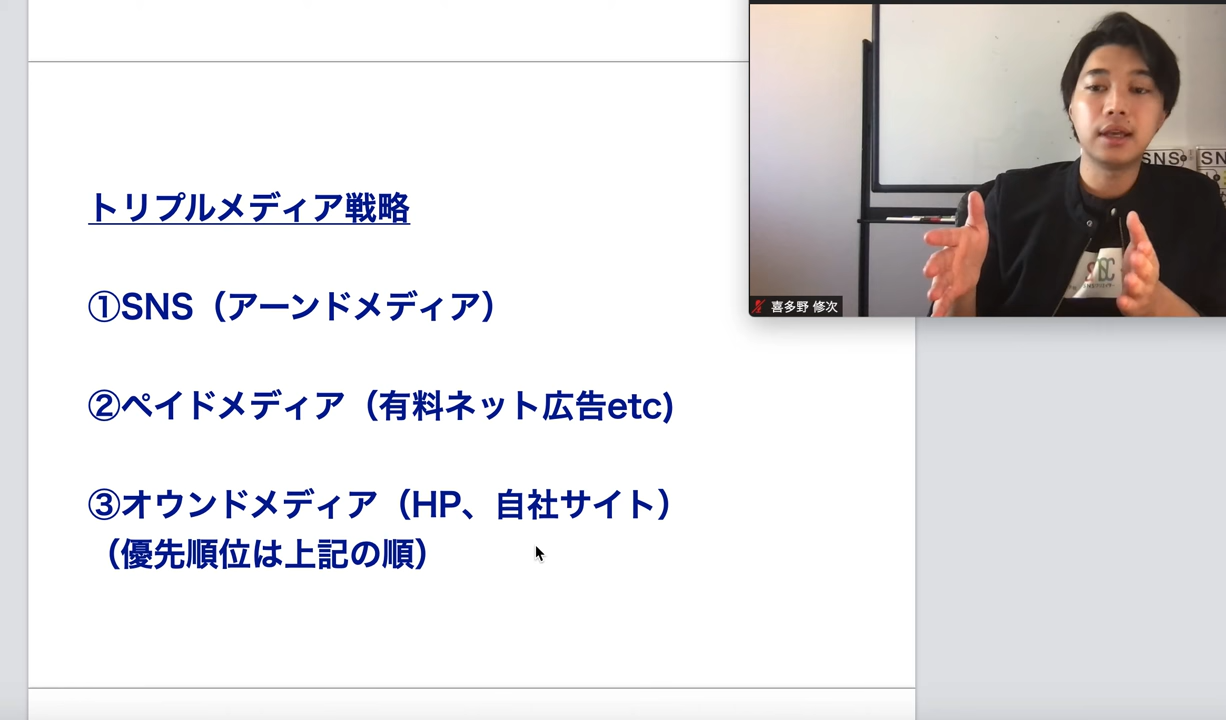 トリプルメディア戦略
①SNS（アーンドメディア）
②ペイドメディア（有料ネット広告etc)
③オウンドメディア（HP、自社サイト）
（優先順位は上記の順）
喜多野 修次
SNS
SN